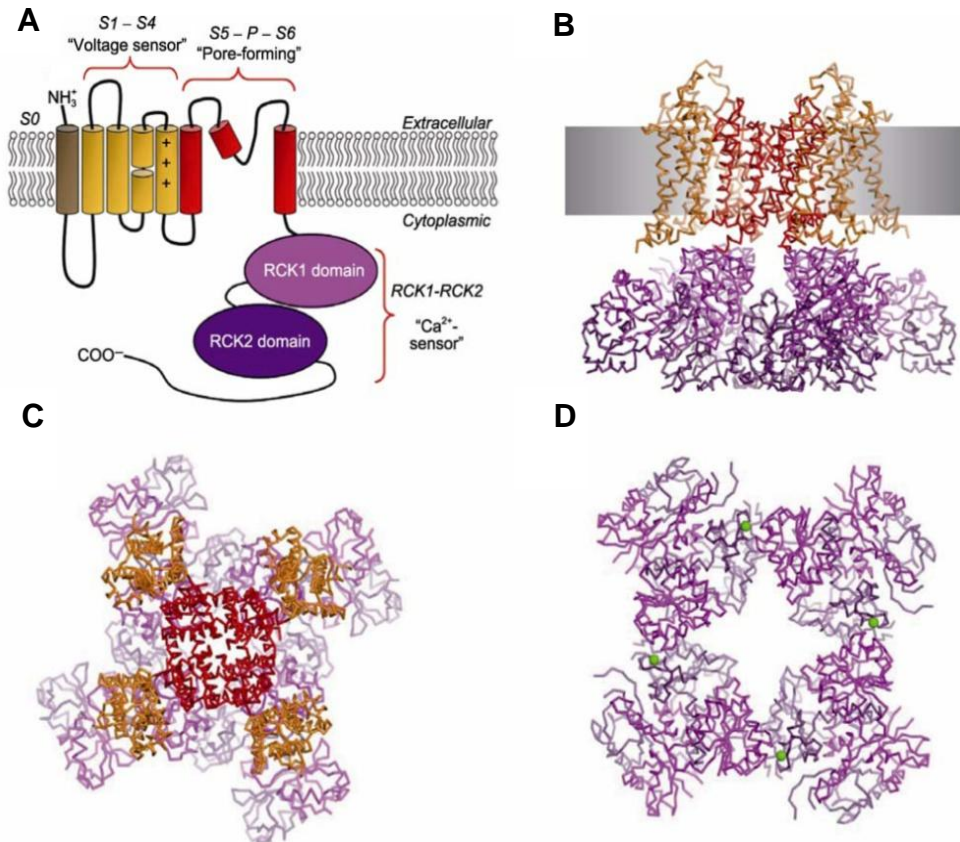 A
S1 – S4
"Voltage sensor"
S5 – P – S6
"Pore-forming"
NH3+
S0
+
+
+
Extracellular
Cytoplasmic
RCK1 domain
RCK2 domain
RCK1-RCK2
"Ca2+-
sensor"
COO–
B
C
D